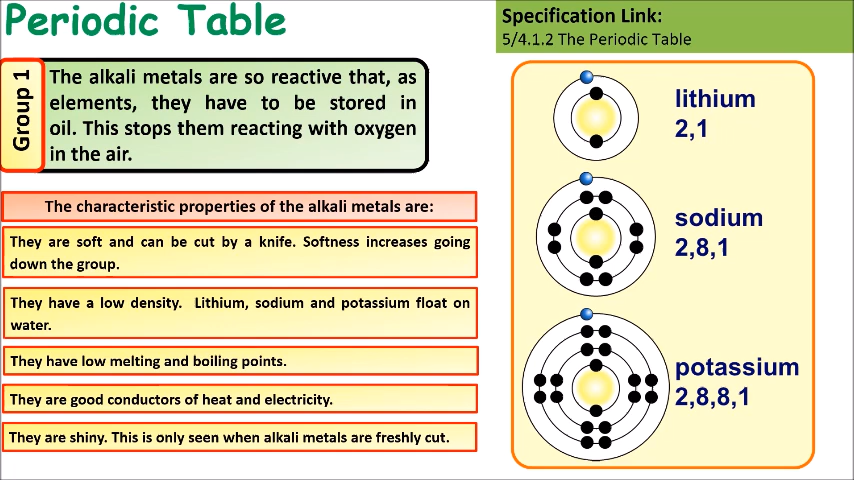 Periodic Table
Specification Link:
5/4.1.2 The Periodic Table
Group 1
The alkali metals are so reactive that, as
elements, they have to be stored in
oil. This stops them reacting with oxygen
in the air.
The characteristic properties of the alkali metals are:
They are soft and can be cut by a knife. Softness increases going
down the group.
They have a low density. Lithium, sodium and potassium float on
water.
They have low melting and boiling points.
They are good conductors of heat and electricity.
They are shiny. This is only seen when alkali metals are freshly cut.
lithium
2,1
sodium
2,8,1
potassium
2,8,8,1